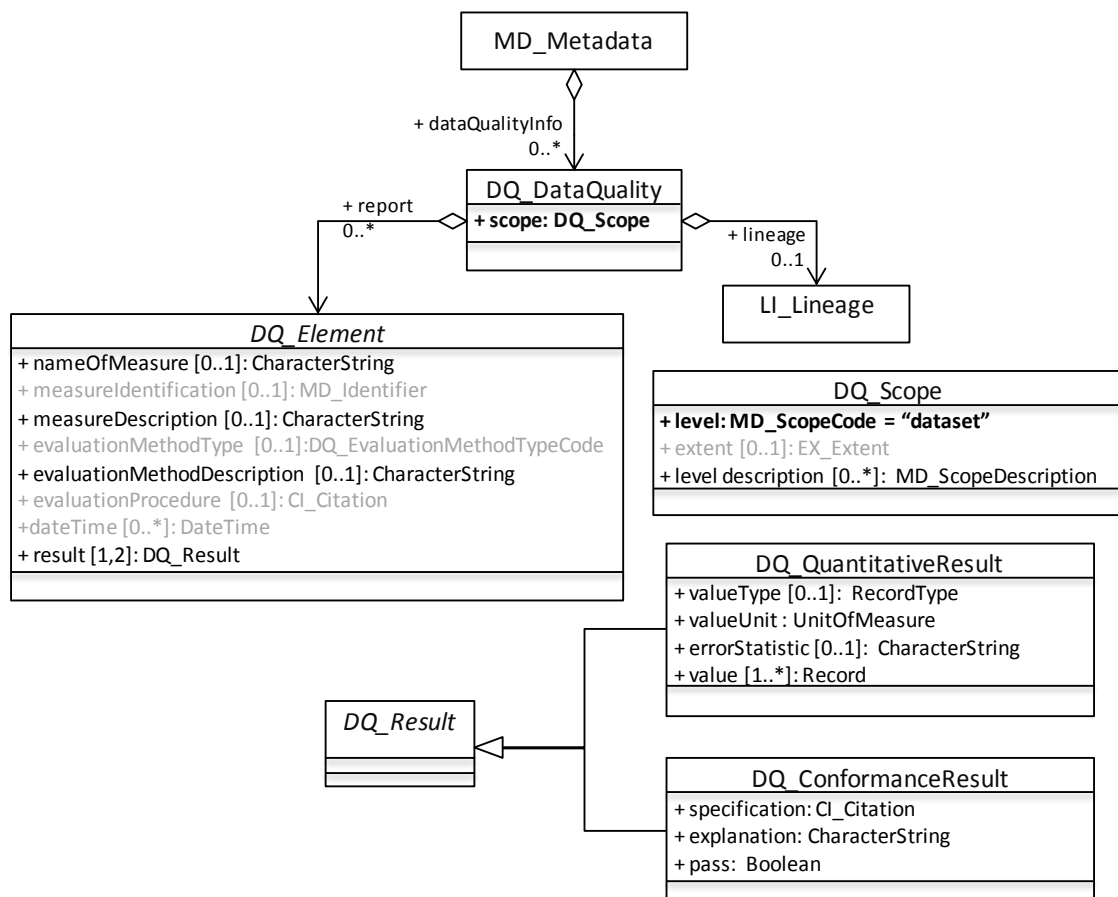 MD_Metadata
+ dataQualityInfo
0..*
DQ_DataQuality
+ scope: DQ_Scope
+ report
0..*
+ lineage
0..1
LI_Lineage
DQ_Element
+ nameOfMeasure [0..1]: CharacterString
+ measureIdentification [0..1]: MD_Identifier
+ measureDescription [0..1]: CharacterString
+ evaluationMethodType [0..1]:DQ_EvaluationMethodTypeCode
+ evaluationMethodDescription [0..1]: CharacterString
+ evaluationProcedure [0..1]: CI_Citation
+dateTime [0..*]: DateTime
+ result [1,2]: DQ_Result
DQ_Scope
+ level: MD_ScopeCode = “dataset”
+ extent [0..1]: EX_Extent
+ level description [0..*]: MD_ScopeDescription
DQ_QuantitativeResult
+ valueType [0..1]: RecordType
+ valueUnit : UnitOfMeasure
+ errorStatistic [0..1]: CharacterString
+ value [1..*]: Record
DQ_Result
DQ_ConformanceResult
+ specification: CI_Citation
+ explanation: CharacterString
+ pass: Boolean